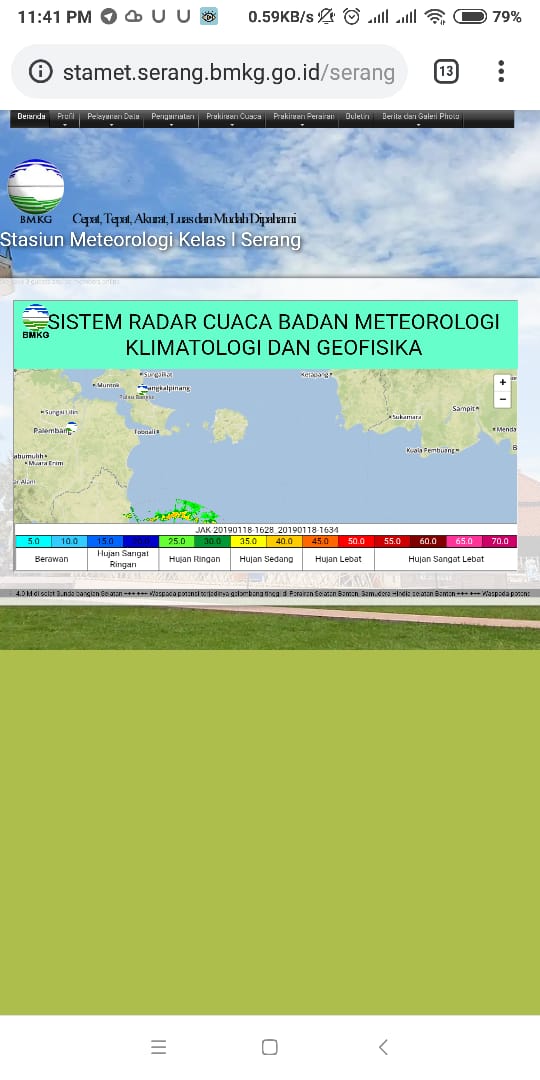 11:41 PM
0.59KB/s
79%
stamet.serang.bmkg.go.id/serang
13
Beranda Profil Pelayanan Data Pengamatan Prakiraan Cuaca Prakiraan Perairan Buletin Berita dan Galeri Photo
BMKG
Cepat, Tepat, Akurat, Luas dan Mudah Dipahami
Stasiun Meteorologi Kelas I Serang
BMKG
SISTEM RADAR CUACA BADAN METEOROLOGI
KLIMATOLOGI DAN GEOFISIKA
Sungailiat
Ketapang
Muntok
angkalpinang
Pulau Bangka
+
−
Sungai Lilin
Sukamara
Sampit
Palembang
Toboali
Menda
Kuala Pembuang
abumulih
Muara Enim
ar Alam
JAK 20190118-1628_20190118-1634
5.0 10.0 15.0 20.0 25.0 30.0 35.0 40.0 45.0 50.0 55.0 60.0 65.0 70.0
Berawan
Hujan Sangat
Ringan
Hujan Ringan
Hujan Sedang
Hujan Lebat
Hujan Sangat Lebat
4.0 M di selat Sunda bangian Selatan +++ +++ Waspada potensi terjadinya gelombang tinggi di Perairan Selatan Banten, Samudera Hindia selatan Banten +++ +++ Waspada potens